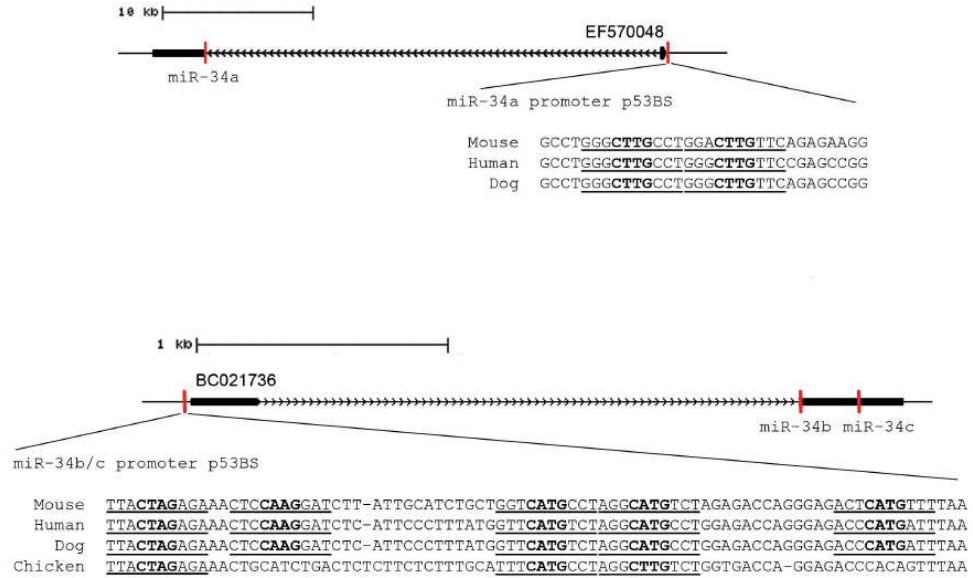 10 kb
EF570048
miR-34a
miR-34a promoter p53BS
Mouse GCCTGGGCTTGCCTGGACTTGTTCAGAGAAGG
Human GCCTGGGCTTGCCTGGGCTTGTTCCGAGCCGG
Dog GCCTGGGCTTGCCTGGGCTTGTTCAGAGCCGG
1 kb
BC021736
miR-34b miR-34c
miR-34b/c promoter p53BS
Mouse TTACTAGAGAAACTCCAAGGATCTT-ATTGCATCTGCTGGTCATGCCTAGGCATGTCTAGAGACCAGGGAGACTCATGTTTTAA
Human TTACTAGAGAAACTCCAAGGATCTC-ATTCCCTTTATGGTTCATGTCTAGGCATGCCTGGAGACCAGGGAGACCCATGATTTAA
Dog TTACTAGAGAAACTCCAAGGATCTC-ATTCCCTTTATGGTTCATGTCTAGGCATGCCTGGAGACCAGGGAGACCCATGATTTAA
Chicken TTACTAGAGAAACTGCATCTGACTCTCTTCTCTTTGCATTTCATGCCTAGGCTTGTCTGGTGACCA-GGAGACCCACAGTTTAA